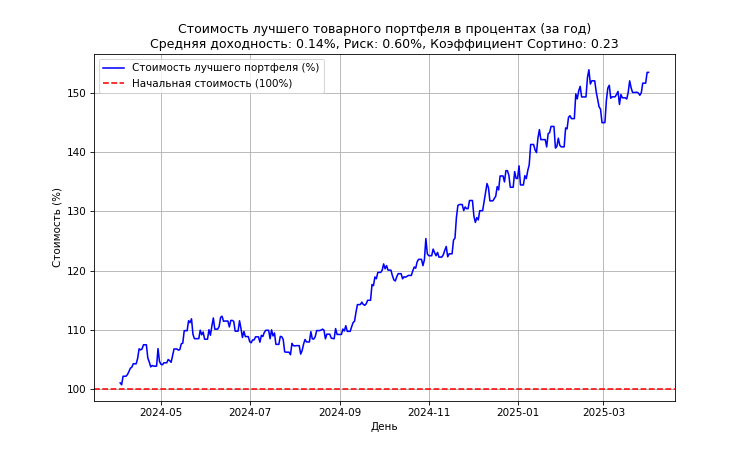 Стоимость лучшего товарного портфеля в процентах (за год)
Средняя доходность: 0.14%, Риск: 0.60%, Коэффициент Сортино: 0.23
Стоимость лучшего портфеля (%)
Начальная стоимость (100%)
Стоимость (%)
150
140
130
120
110
100
2024-05
2024-07
2024-09
2024-11
2025-01
2025-03
День